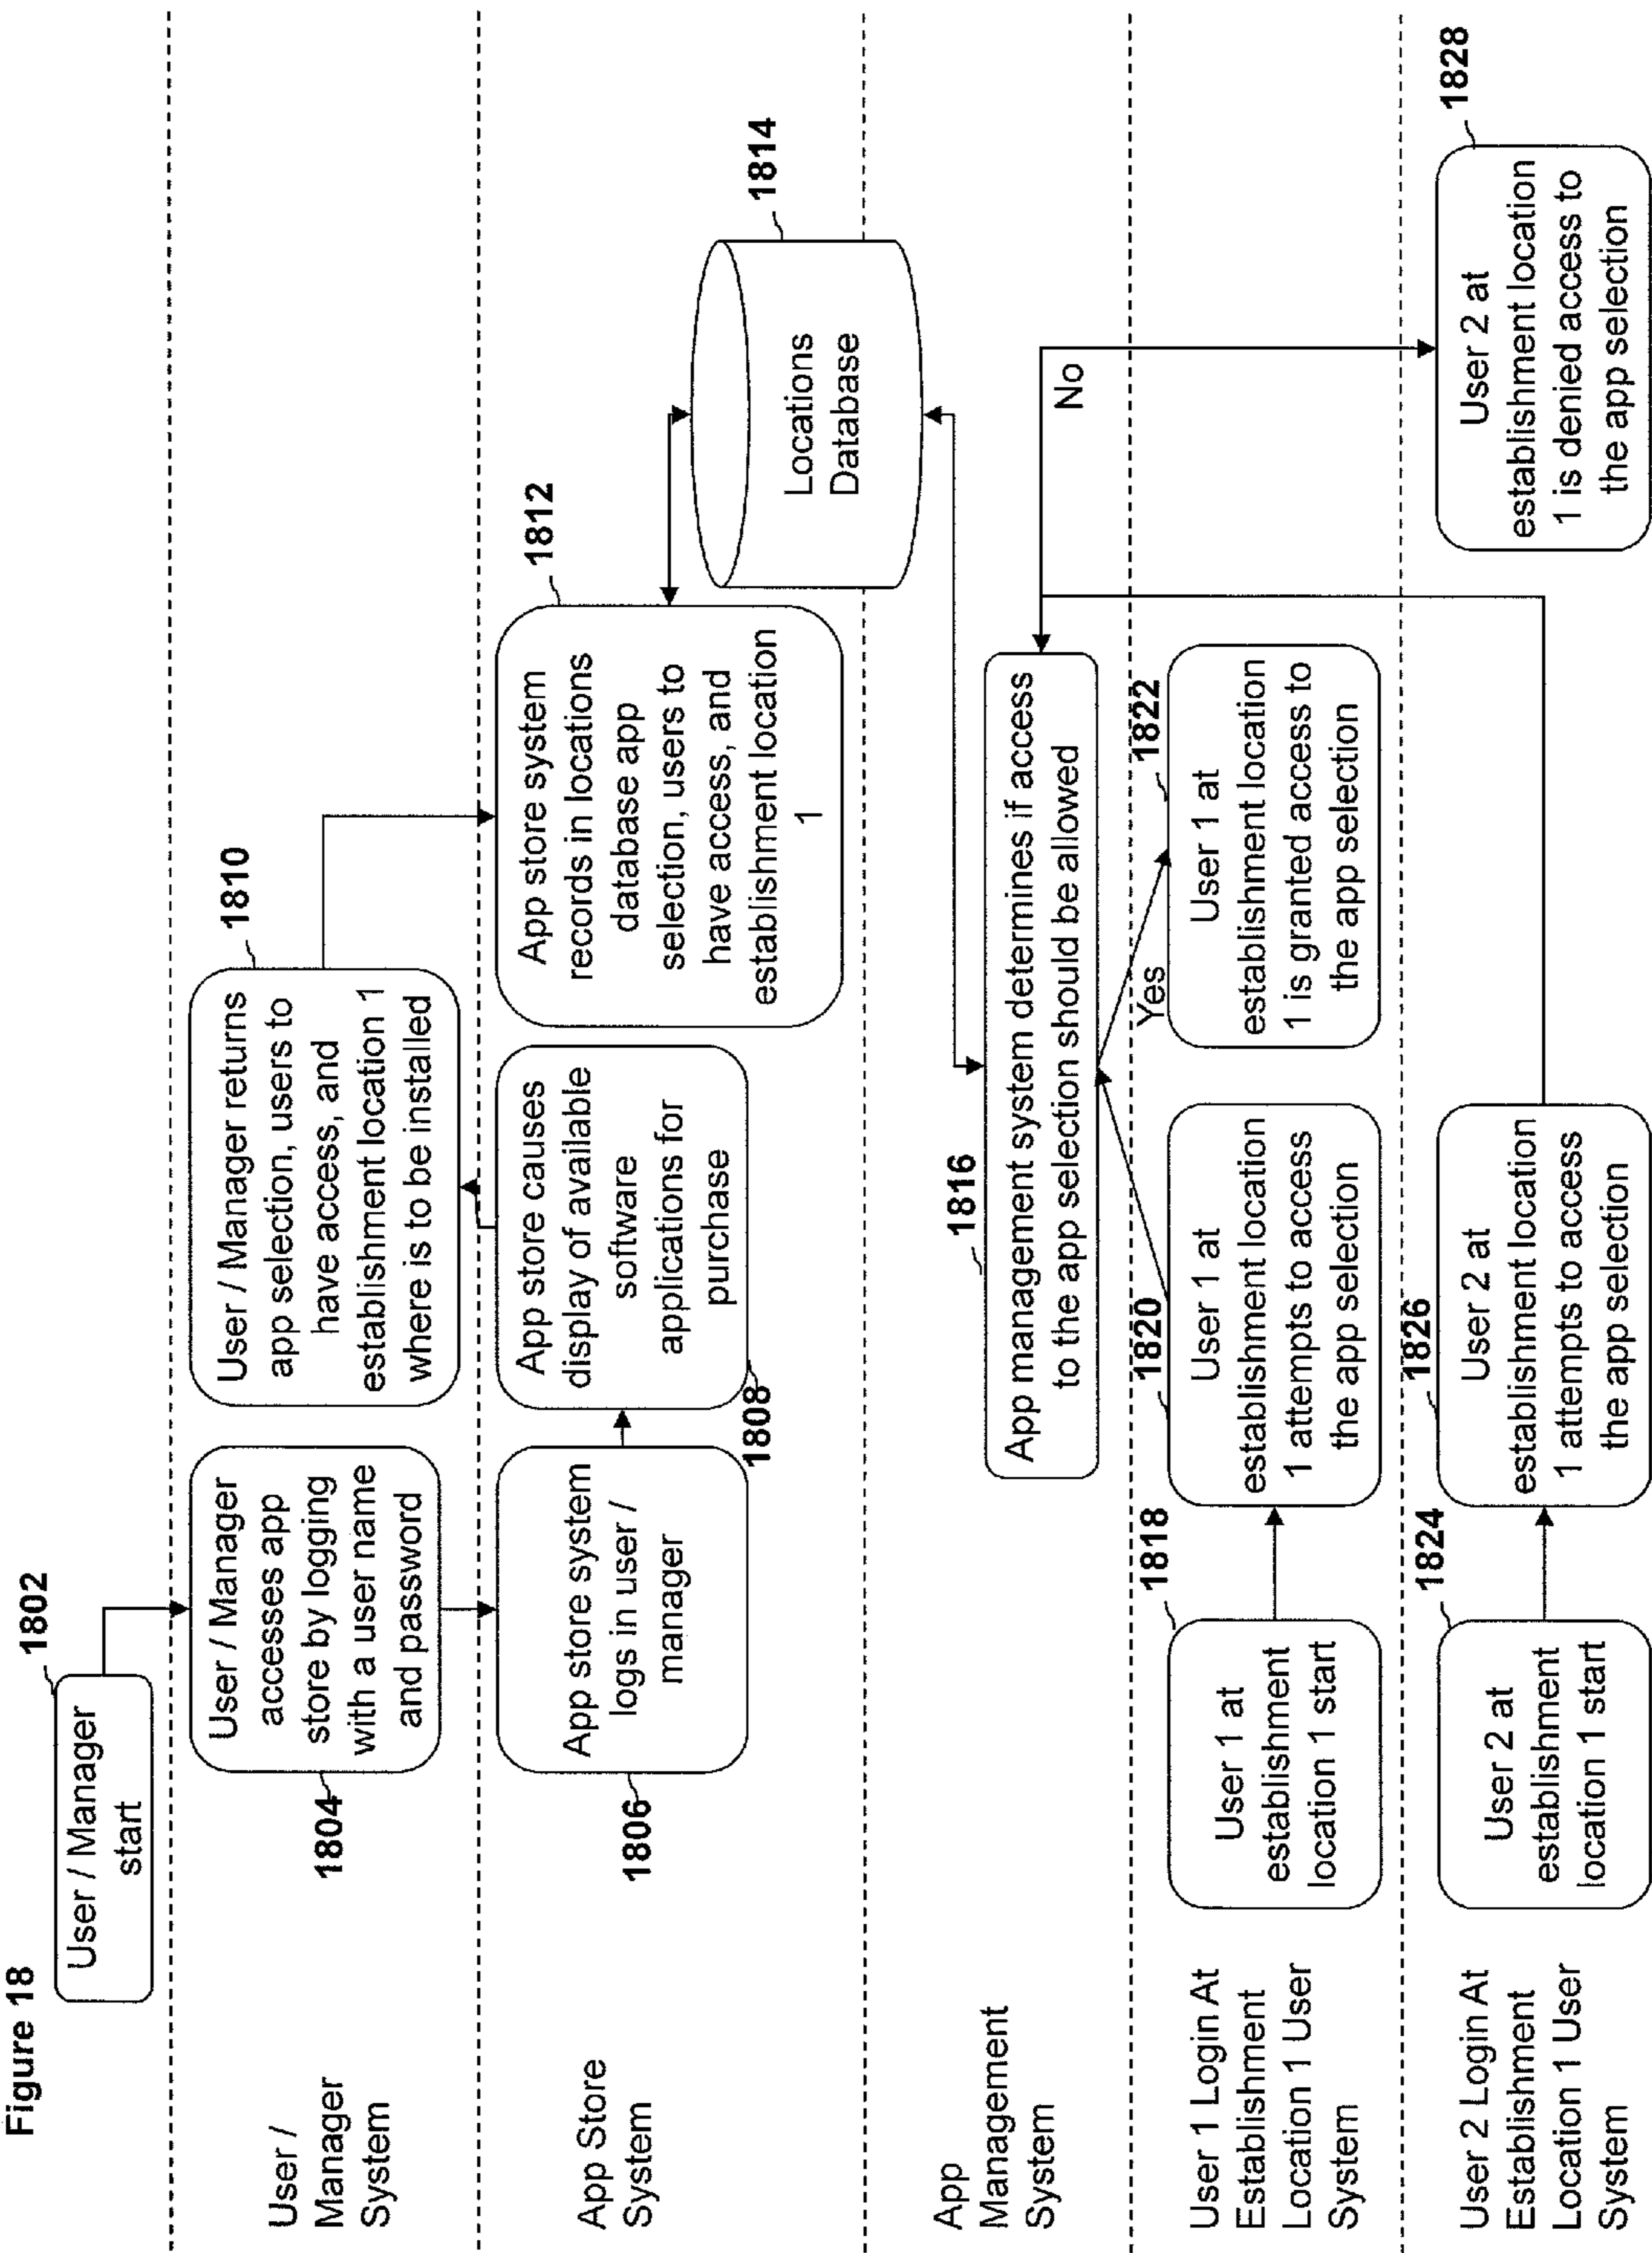 Figure 18
User / Manager
start
1802
User /
Manager
System
User / Manager
accesses app
store by logging
with a user name
and password
1804
User / Manager returns
app selection, users to
have access, and
establishment location 1
where is to be installed
1810
App Store
System
App store system
logs in user /
manager
1806
App store causes
display of available
software
applications for
purchase
1808
App store system
records in locations
database app
selection, users to
have access, and
establishment location
1
1812
Locations
Database
1814
App
Management
System
1816
App management system determines if access
to the app selection should be allowed
Yes
No
User 1 Login At
Establishment
Location 1 User
System
User 1 at
establishment
location 1 start
1818
1820
User 1 at
establishment location
1 attempts to access
the app selection
1822
User 1 at
establishment location
1 is granted access to
the app selection
User 2 Login At
Establishment
Location 1 User
System
User 2 at
establishment
location 1 start
1824
1826
User 2 at
establishment location
1 attempts to access
the app selection
User 2 at
establishment location
1 is denied access to
the app selection
1828